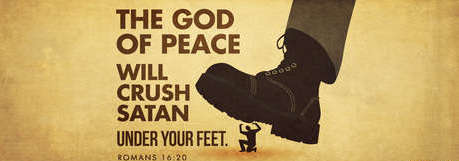 THE GOD
OF PEACE
WILL
CRUSH
SATAN
UNDER YOUR FEET.
ROMANS 16:20